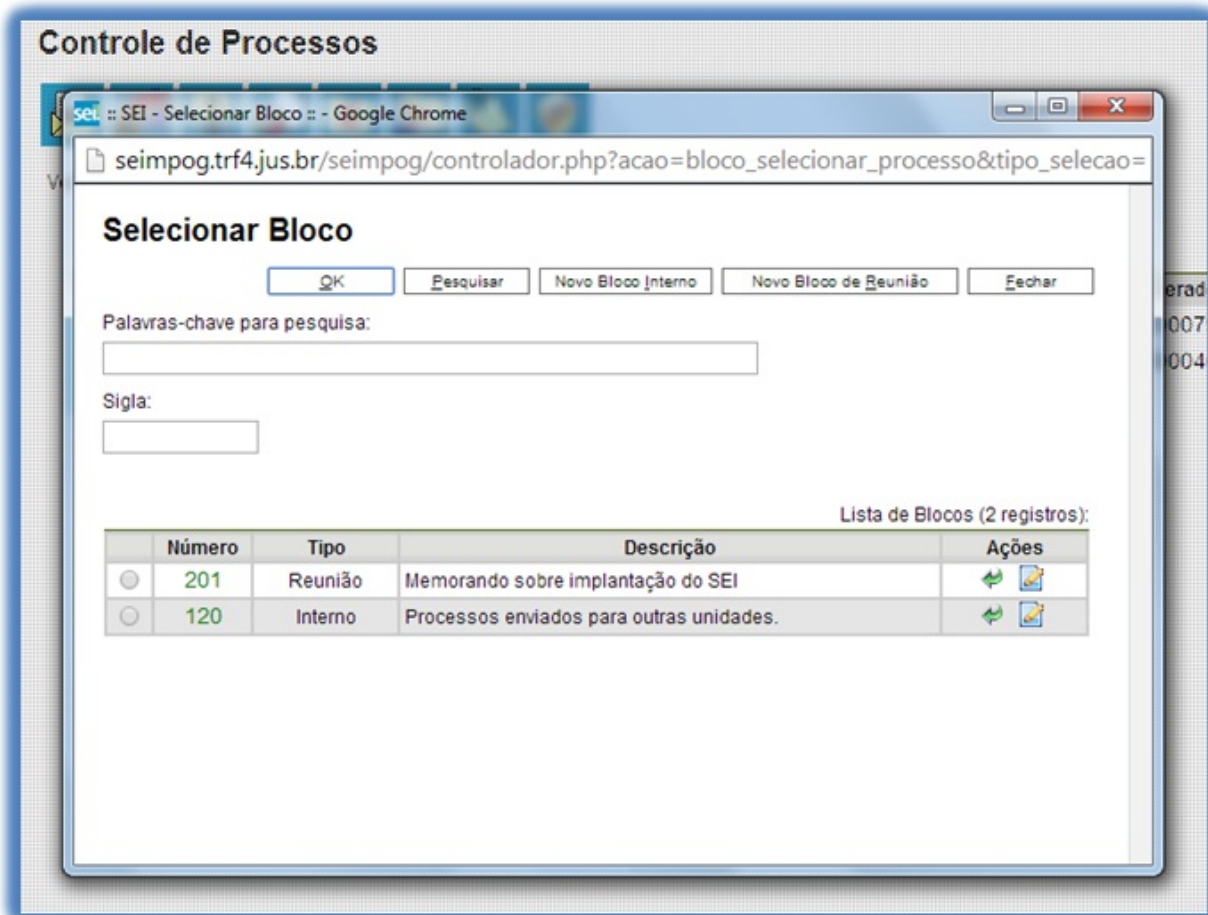 Controle de Processos
sei. :: SEI - Selecionar Bloco :: - Google Chrome
seimpog.trf4.jus.br/seimpog/controlador.php?acao=bloco_selecionar_processo&tipo_selecao=
Selecionar Bloco
OK Pesquisar Novo Bloco Interno Novo Bloco de Reunião Fechar
Palavras-chave para pesquisa:
Sigla:
Lista de Blocos (2 registros):
Número Tipo Descrição Ações
201 Reunião Memorando sobre implantação do SEI
120 Interno Processos enviados para outras unidades.